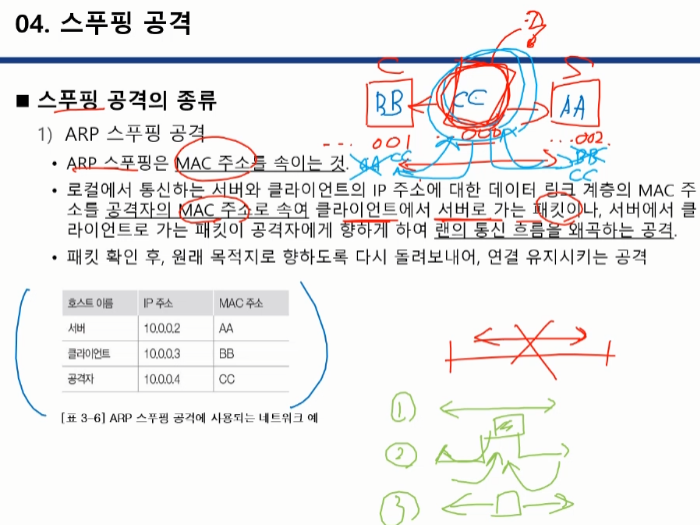 04. 스푸핑 공격
■ 스푸핑 공격의 종류
1) ARP 스푸핑 공격
• ARP 스푸핑은 MAC 주소를 속이는 것.
• 로컬에서 통신하는 서버와 클라이언트의 IP 주소에 대한 데이터 링크 계층의 MAC 주
소를 공격자의 MAC 주소로 속여 클라이언트에서 서버로 가는 패킷이나, 서버에서 클
라이언트로 가는 패킷이 공격자에게 향하게 하여 랜의 통신 흐름을 왜곡하는 공격.
• 패킷 확인 후, 원래 목적지로 향하도록 다시 돌려보내어, 연결 유지시키는 공격
호스트 이름 IP 주소 MAC 주소
서버 10.0.0.2 AA
클라이언트 10.0.0.3 BB
공격자 10.0.0.4 CC
[표 3-6] ARP 스푸핑 공격에 사용되는 네트워크 예
C S
BB CC AA
... 001 ...002
AA CC BB
CC
①
②
③